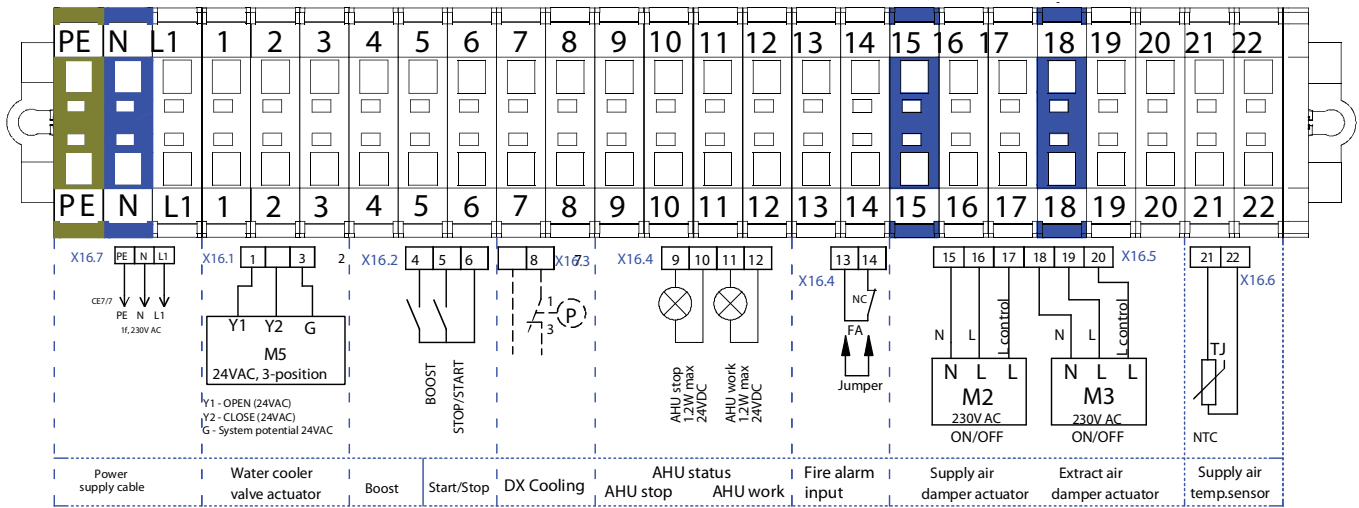 PE N L1 1 2 3 4 5 6 7 8 9 10 11 12 13 14 15 16 17 18 19 20 21 22
PE N L1 1 2 3 4 5 6 7 8 9 10 11 12 13 14 15 16 17 18 19 20 21 22
X16.7 PE N L1
CE7/7
PE N L1
1f, 230V AC
X16.1 1 3 2
Y1 Y2 G
M5
24VAC, 3-position
Y1 - OPEN (24VAC)
Y2 - CLOSE (24VAC)
G - System potential 24VAC
X16.2 4 5 6
BOOST
STOP/START
8 X16.3 7
1
P
3
X16.4 9 10 11 12
AHU stop
1.2W max
24VDC
AHU work
1.2W max
24VDC
13 14
X16.4
NC
FA
Jumper
15 16 17 18 19 20 X16.5
N L L control
N L L
M2
230V AC
ON/OFF
N L L control
N L L
M3
230V AC
ON/OFF
21 22
X16.6
TJ
NTC
Power
supply cable
Water cooler
valve actuator
Boost
Start/Stop
DX Cooling
AHU status
AHU stop AHU work
Fire alarm
input
Supply air
damper actuator
Extract air
damper actuator
Supply air
temp.sensor